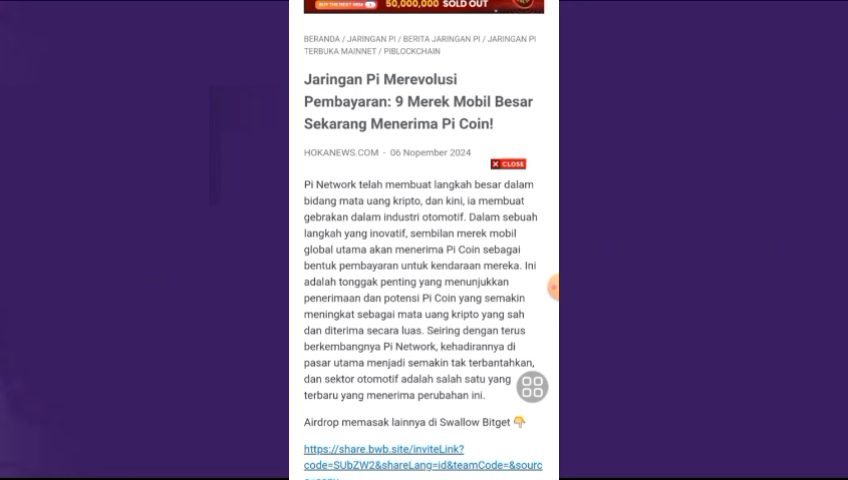 BUY THE NEXT NOW
50,000,000 SOLD OUT
BERANDA / JARINGAN PI / BERITA JARINGAN PI / JARINGAN PI
TERBUKA MAINNET / PIBLOCKCHAIN
Jaringan Pi Merevolusi
Pembayaran: 9 Merek Mobil Besar
Sekarang Menerima Pi Coin!
HOKANEWS.COM - 06 Nopember 2024
X CLOSE
Pi Network telah membuat langkah besar dalam
bidang mata uang kripto, dan kini, ia membuat
gebrakan dalam industri otomotif. Dalam sebuah
langkah yang inovatif, sembilan merek mobil
global utama akan menerima Pi Coin sebagai
bentuk pembayaran untuk kendaraan mereka. Ini
adalah tonggak penting yang menunjukkan
penerimaan dan potensi Pi Coin yang semakin
meningkat sebagai mata uang kripto yang sah
dan diterima secara luas. Seiring dengan terus
berkembangnya Pi Network, kehadirannya di
pasar utama menjadi semakin tak terbantahkan,
dan sektor otomotif adalah salah satu yang
terbaru yang menerima perubahan ini.
Airdrop memasak lainnya di Swallow Bitget 👇
https://share.bwb.site/inviteLink?
code=SUbZW2&shareLang=id&teamCode=&sourc